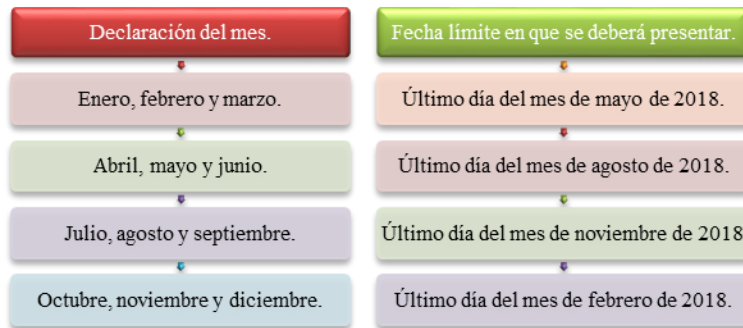 Declaración del mes.
Fecha límite en que se deberá presentar.
Enero, febrero y marzo.
Último día del mes de mayo de 2018.
Abril, mayo y junio.
Último día del mes de agosto de 2018.
Julio, agosto y septiembre.
Último día del mes de noviembre de 2018
Octubre, noviembre y diciembre.
Último día del mes de febrero de 2018.